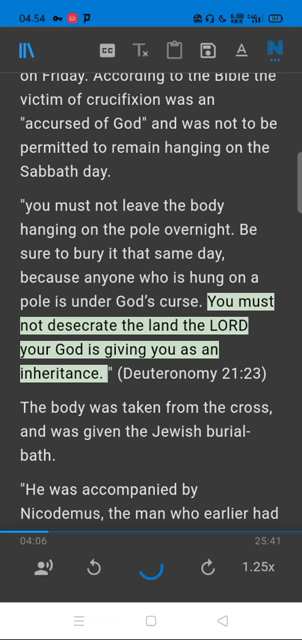 04.54
on Friday. According to the Bible the
victim of crucifixion was an
"accursed of God" and was not to be
permitted to remain hanging on the
Sabbath day.
"you must not leave the body
hanging on the pole overnight. Be
sure to bury it that same day,
because anyone who is hung on a
pole is under God's curse. You must
not desecrate the land the LORD
your God is giving you as an
inheritance. " (Deuteronomy 21:23)
The body was taken from the cross,
and was given the Jewish burial-
bath.
"He was accompanied by
Nicodemus, the man who earlier had
04:06
25:41
1.25x